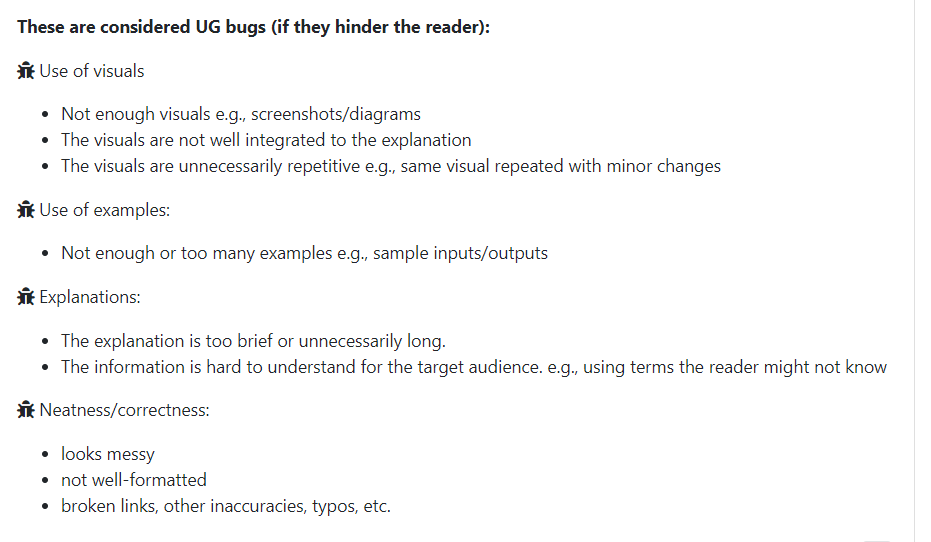 These are considered UG bugs (if they hinder the reader):
Use of visuals
• Not enough visuals e.g., screenshots/diagrams
• The visuals are not well integrated to the explanation
• The visuals are unnecessarily repetitive e.g., same visual repeated with minor changes
Use of examples:
• Not enough or too many examples e.g., sample inputs/outputs
Explanations:
• The explanation is too brief or unnecessarily long.
• The information is hard to understand for the target audience. e.g., using terms the reader might not know
Neatness/correctness:
• looks messy
• not well-formatted
• broken links, other inaccuracies, typos, etc.